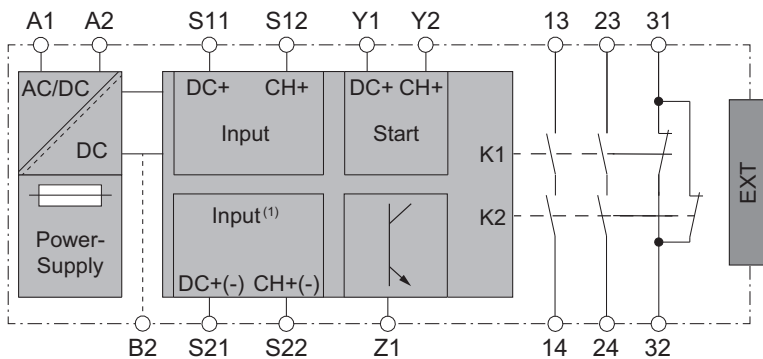 A1 A2 S11 S12 Y1 Y2 13 23 31
AC/DC DC+ CH+ DC+ CH+
Input Start
DC K1
EXT
Input (1) K2
Power-
Supply
DC+(-) CH+(-)
B2 S21 S22 Z1 14 24 32